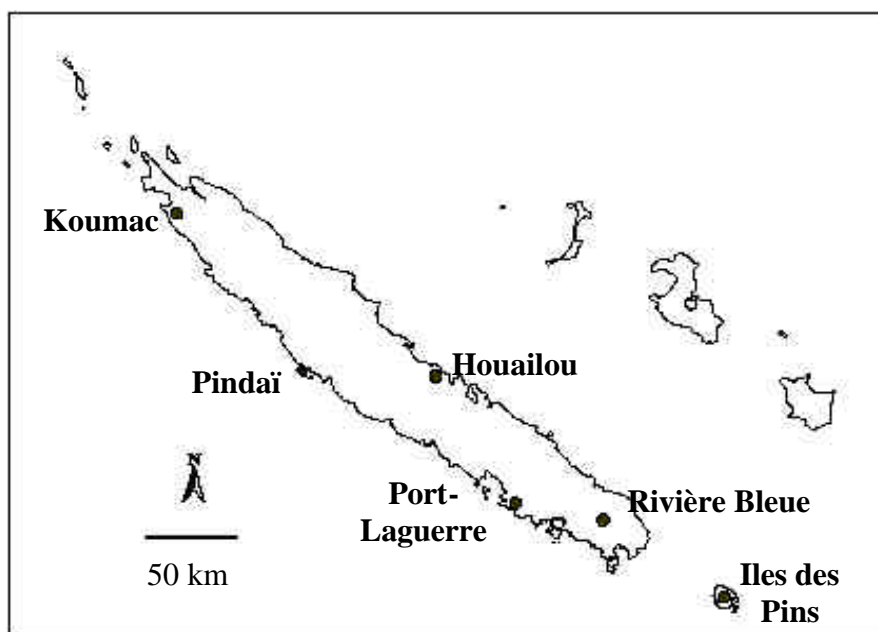 Koumac
Houailou
Pindaï
N
Port-
Laguerre
Rivière Bleue
50 km
Iles des
Pins